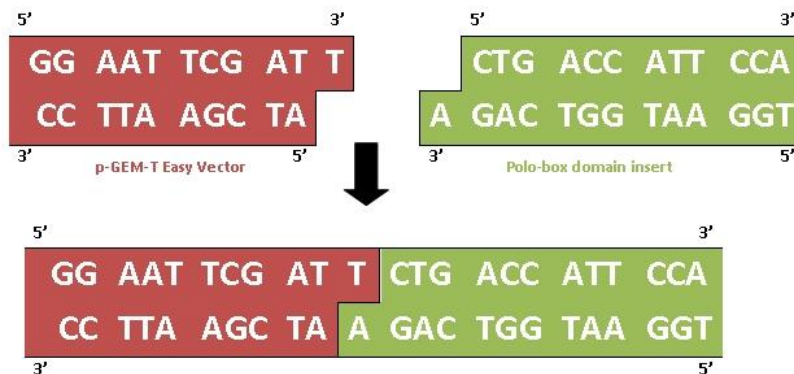 5’ 3’ 5’ 3’
GG AAT TCG AT T CTG ACC ATT CCA
CC TTA AGC TA A GAC TGG TAA GGT
3’ 5’ 3’ 5’
p-GEM-T Easy Vector Polo-box domain insert
5’ 3’
GG AAT TCG AT T CTG ACC ATT CCA
CC TTA AGC TA A GAC TGG TAA GGT
3’ 5’